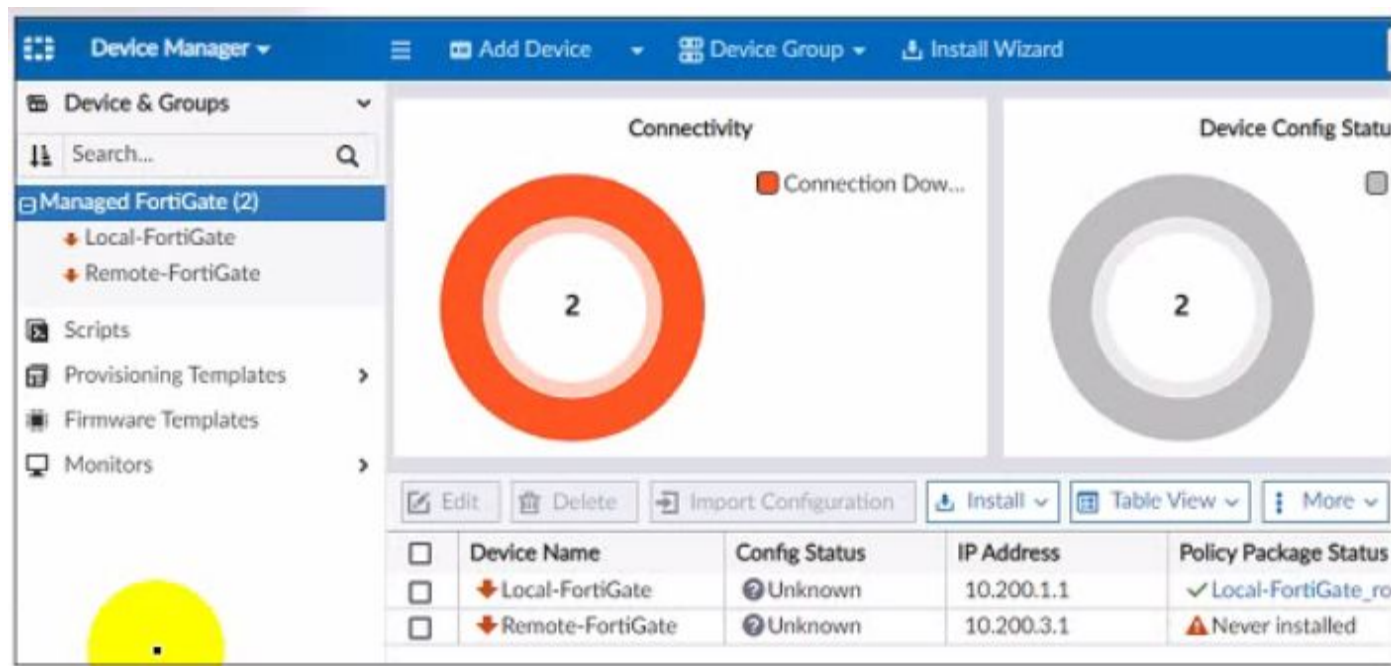 Device Manager
Add Device
Device Group
Install Wizard
Device & Groups
Search...
Managed FortiGate (2)
Local-FortiGate
Remote-FortiGate
Scripts
Provisioning Templates
Firmware Templates
Monitors
Connectivity
Connection Dow...
2
Device Config Statu
2
Edit
Delete
Import Configuration
Install
Table View
More
Device Name Config Status IP Address Policy Package Status
Local-FortiGate Unknown 10.200.1.1 Local-FortiGate_ro
Remote-FortiGate Unknown 10.200.3.1 Never installed